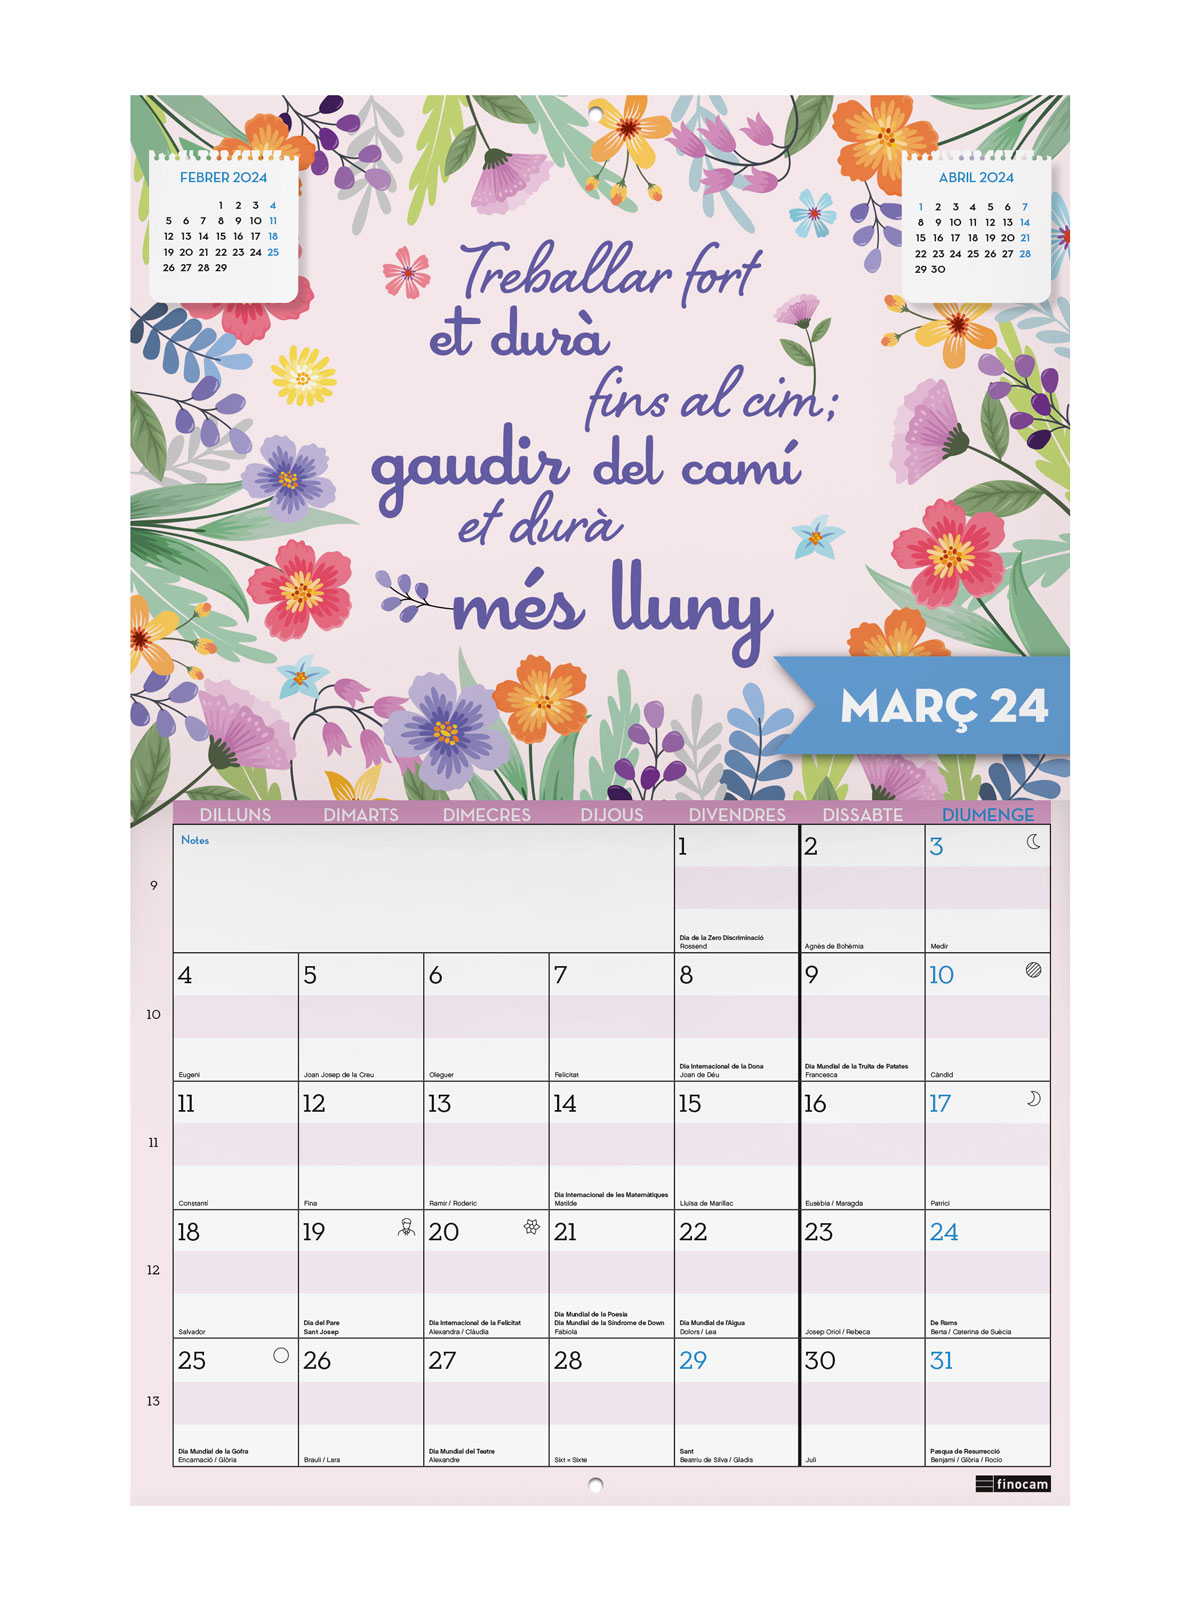 FEBRER 2024
1 2 3 4
5 6 7 8 9 10 11
12 13 14 15 16 17 18
19 20 21 22 23 24 25
26 27 28 29
ABRIL 2024
1 2 3 4 5 6 7
8 9 10 11 12 13 14
15 16 17 18 19 20 21
22 23 24 25 26 27 28
29 30
Treballar fort
et durà
fins al cim;
gaudir del camí
et durà
més lluny
MARÇ 24
DILLUNS DIMARTS DIMECRES DIJOUS DIVENDRES DISSABTE DIUMENGE
Notes
9
1
Dia de la Zero Discriminació
Rossend
2
Agnès de Bohèmia
3
Medir
10
4
Eugeni
5
Joan Josep de la Creu
6
Oleguer
7
Felicitat
8
Dia Internacional de la Dona
Joan de Déu
9
Dia Mundial de la Truita de Patates
Francesca
10
Càndid
11
11
Constantí
12
Fina
13
Ramir / Roderic
14
Dia Internacional de les Matemàtiques
Matilde
15
Lluïsa de Marillac
16
Eusèbia / Maragda
17
Patrici
12
18
Salvador
19
Dia del Pare
Sant Josep
20
Dia Internacional de la Felicitat
Alexandra / Clàudia
21
Dia Mundial de la Poesia
Dia Mundial de la Síndrome de Down
Fabiola
22
Dia Mundial de l'Aigua
Dolors / Lea
23
Josep Oriol / Rebeca
24
De Rams
Berta / Caterina de Suècia
13
25
Dia Mundial de la Gofra
Encarnació / Glòria
26
Brauli / Lara
27
Dia Mundial del Teatre
Alexandre
28
Sixt = Sixte
29
Sant
Beatriu de Silva / Gladis
30
Juli
31
Pasqua de Resurrecció
Benjamí / Glòria / Rocío
finocam